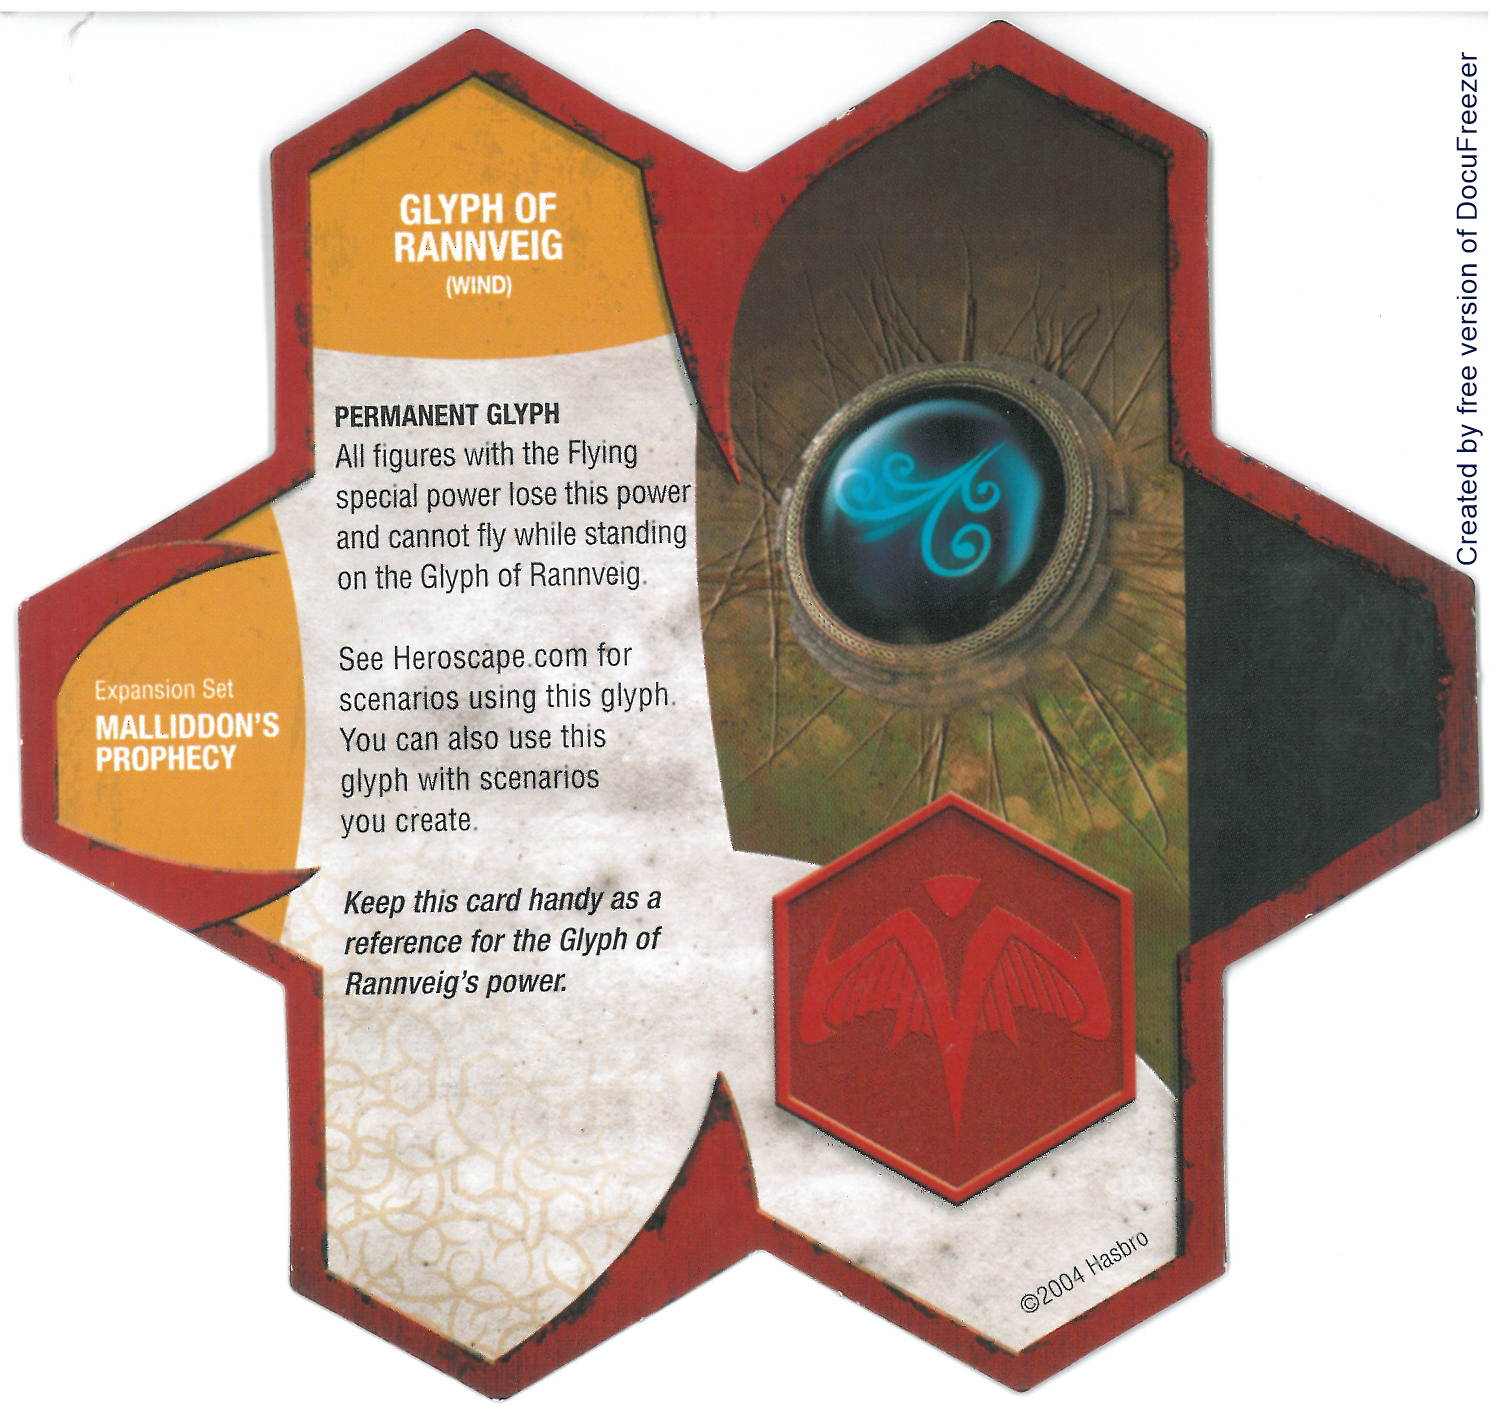 GLYPH OF
RANNVEIG
(WIND)
PERMANENT GLYPH
All figures with the Flying
special power lose this power
and cannot fly while standing
on the Glyph of Rannveig.
See Heroscape.com for
scenarios using this glyph.
You can also use this
glyph with scenarios
you create.
Keep this card handy as a
reference for the Glyph of
Rannveig's power.
Expansion Set
MALLIDDON'S
PROPHECY
©2004 Hasbro
Created by free version of DocuFreezer